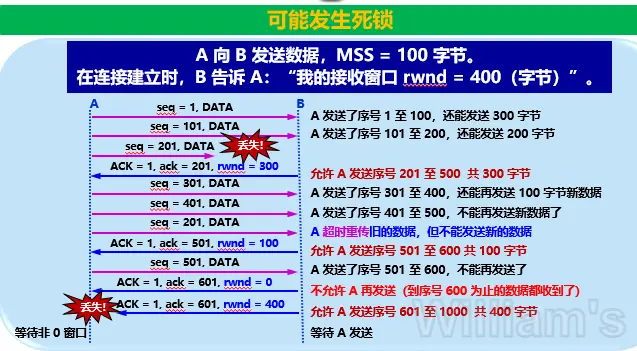 可能发生死锁
A 向 B 发送数据，MSS = 100 字节。
在连接建立时，B 告诉 A：“我的接收窗口 rwnd = 400（字节）”。
A B
seq = 1, DATA A 发送了序号 1 至 100，还能发送 300 字节
seq = 101, DATA A 发送了序号 101 至 200，还能发送 200 字节
seq = 201, DATA 丢失！
ACK = 1, ack = 201, rwnd = 300 允许 A 发送序号 201 至 500 共 300 字节
seq = 301, DATA A 发送了序号 301 至 400，还能再发送 100 字节新数据
seq = 401, DATA A 发送了序号 401 至 500，不能再发送新数据了
seq = 201, DATA A 超时重传旧的数据，但不能发送新的数据
ACK = 1, ack = 501, rwnd = 100 允许 A 发送序号 501 至 600 共 100 字节
seq = 501, DATA A 发送了序号 501 至 600，不能再发送了
ACK = 1, ack = 601, rwnd = 0 不允许 A 再发送（到序号 600 为止的数据都收到了）
丢失！ ACK = 1, ack = 601, rwnd = 400 允许 A 发送序号 601 至 1000 共 400 字节
等待非 0 窗口 等待 A 发送
William's